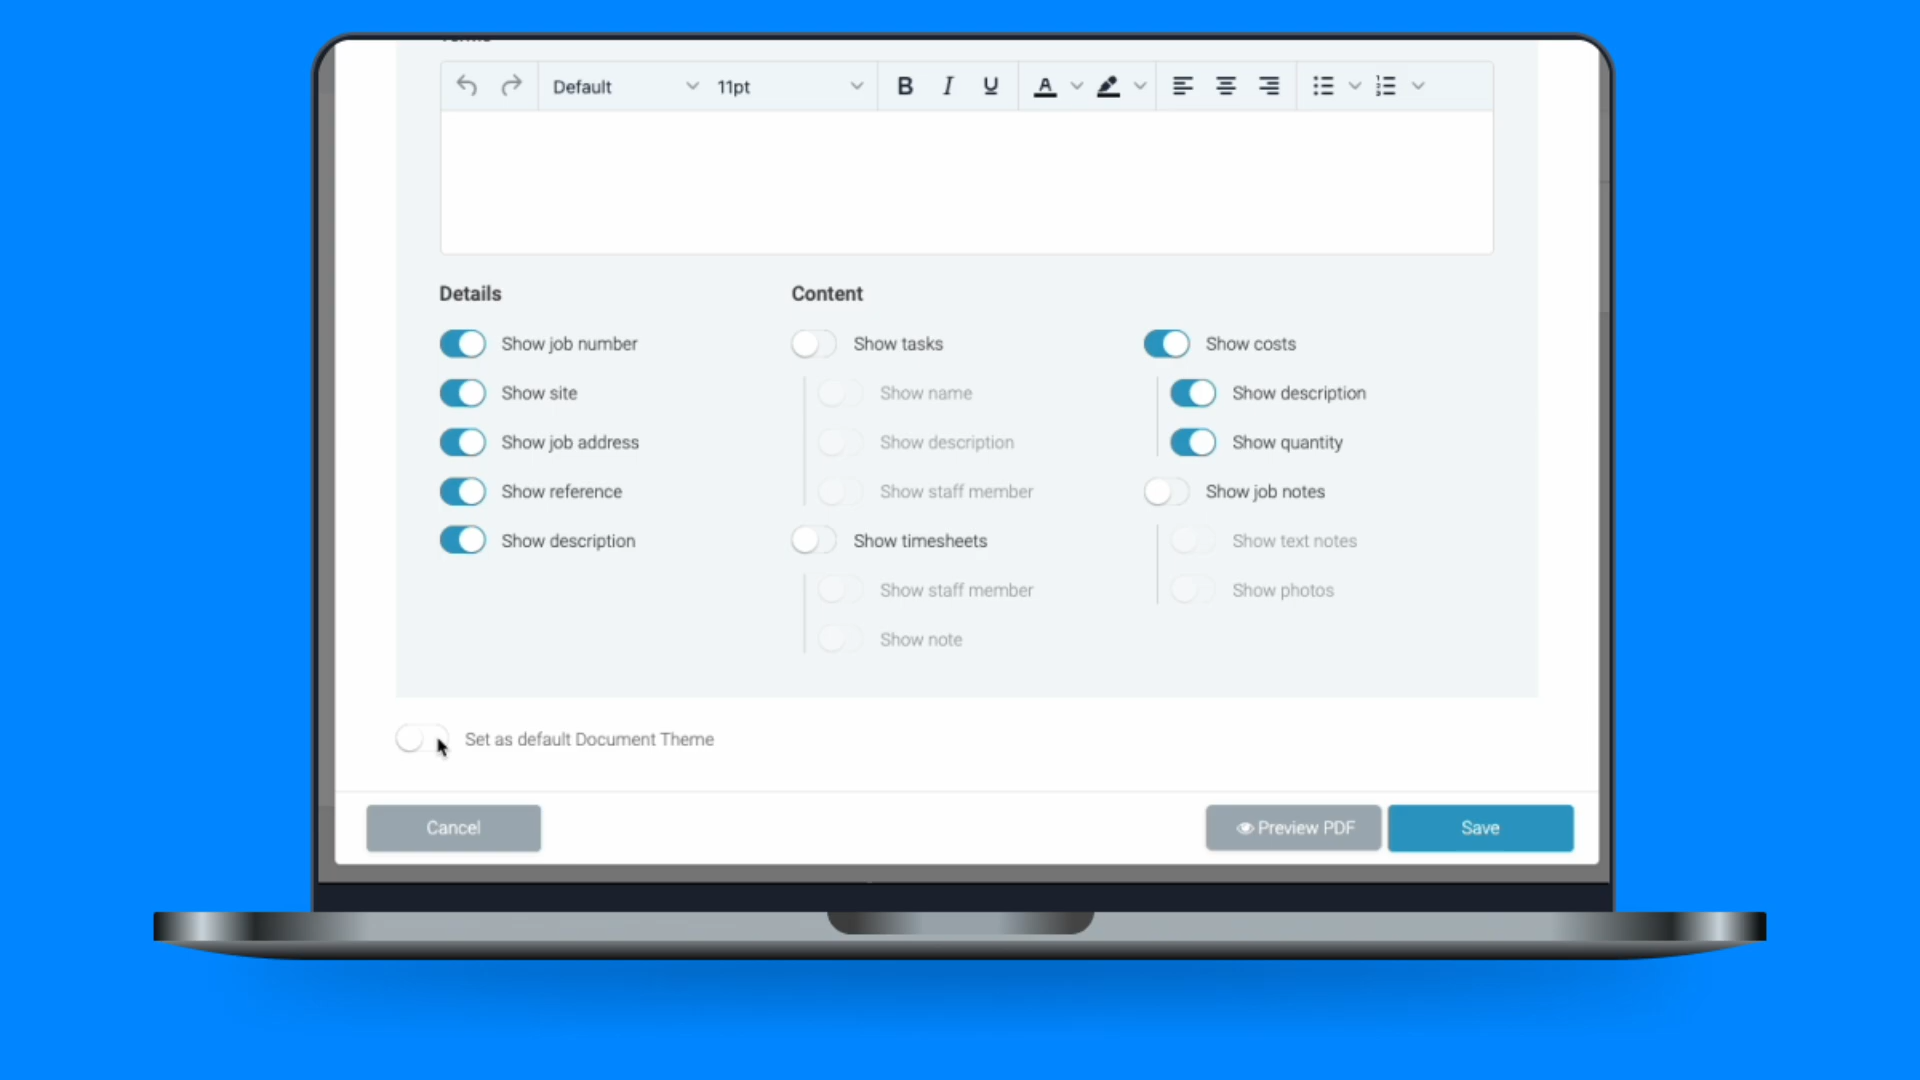 Default 11pt B I U A
Details Content
Show job number Show tasks Show costs
Show site Show name Show description
Show job address Show description Show quantity
Show reference Show staff member Show job notes
Show description Show timesheets Show text notes
Show staff member Show photos
Show note
Set as default Document Theme
Cancel Preview PDF Save